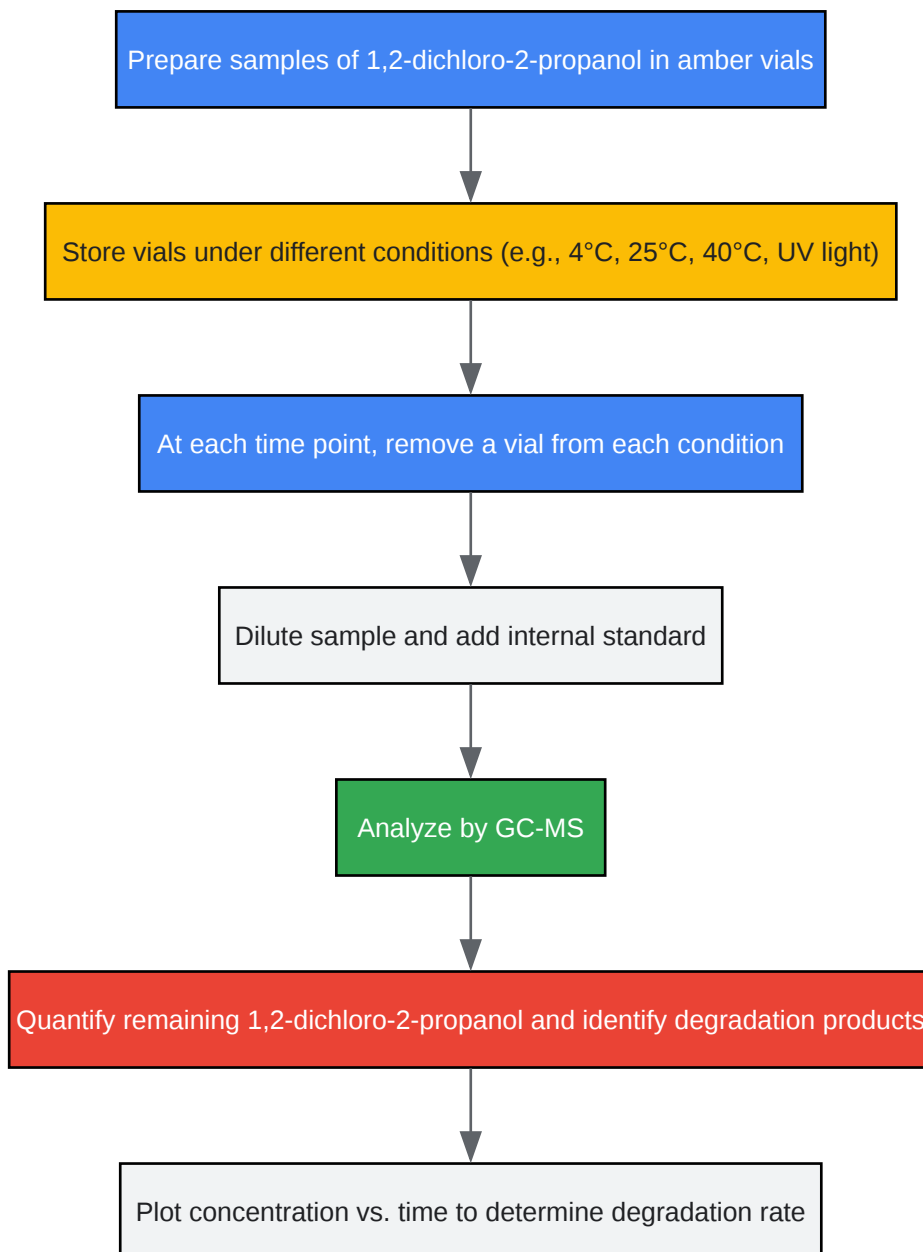 Prepare samples of 1,2-dichloro-2-propanol in amber vials
Store vials under different conditions (e.g., 4°C, 25°C, 40°C, UV light)
At each time point, remove a vial from each condition
Dilute sample and add internal standard
Analyze by GC-MS
Quantify remaining 1,2-dichloro-2-propanol and identify degradation products
Plot concentration vs. time to determine degradation rate